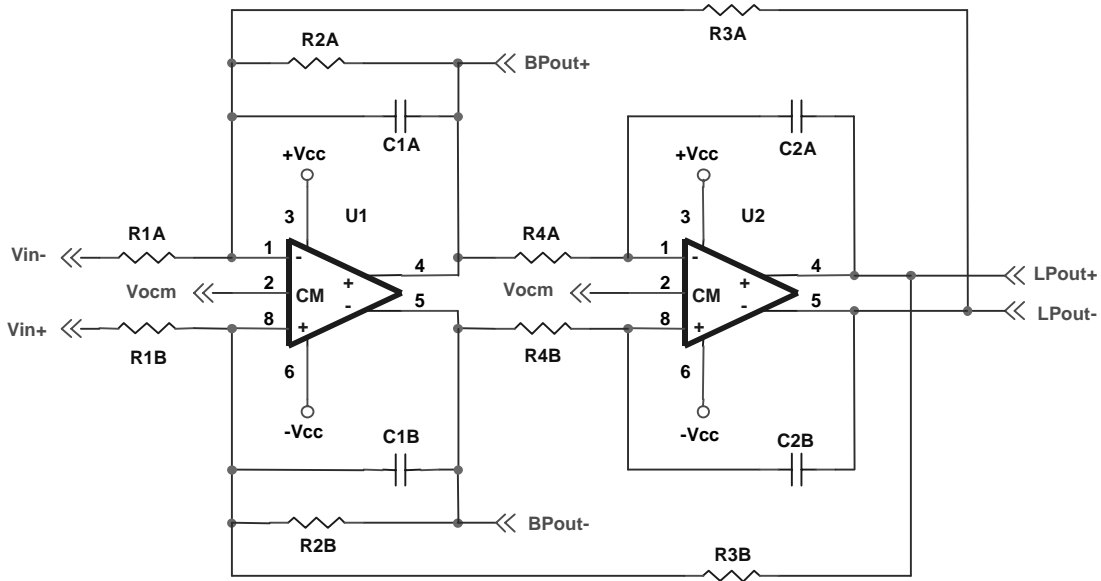 R3A
R2A
BPout+
C1A
C2A
+Vcc
+Vcc
3
U1
3
U2
R1A
R4A
Vin-
1
-
4
1
-
4
LPout+
Vocm
2
CM
+
-
5
Vocm
2
CM
+
-
5
LPout-
Vin+
8
+
8
+
R1B
R4B
6
6
-Vcc
-Vcc
C1B
C2B
BPout-
R2B
R3B